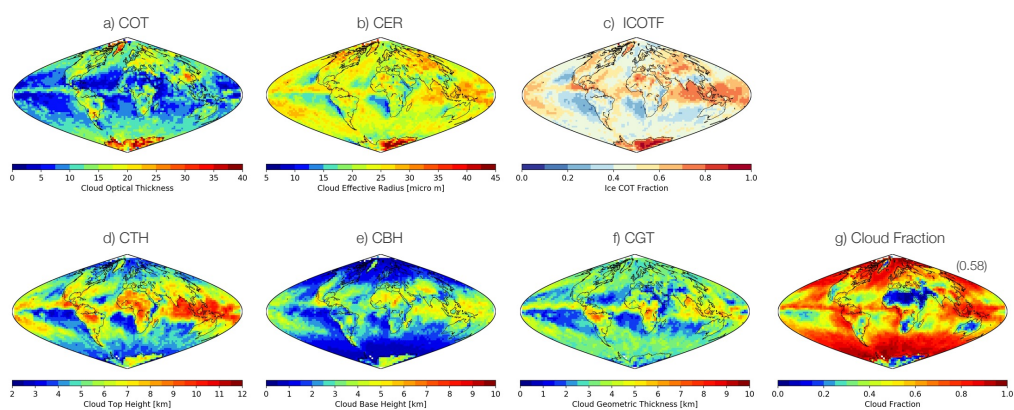 a) COT
b) CER
c) ICOTF
0 5 10 15 20 25 30 35 40
Cloud Optical Thickness
5 10 15 20 25 30 35 40 45
Cloud Effective Radius [micro m]
0.0 0.2 0.4 0.6 0.8 1.0
Ice COT Fraction
d) CTH
e) CBH
f) CGT
g) Cloud Fraction
(0.58)
2 3 4 5 6 7 8 9 10 11 12
Cloud Top Height [km]
0 1 2 3 4 5 6 7 8 9 10
Cloud Base Height [km]
0 1 2 3 4 5 6 7 8 9 10
Cloud Geometric Thickness [km]
0.0 0.2 0.4 0.6 0.8 1.0
Cloud Fraction